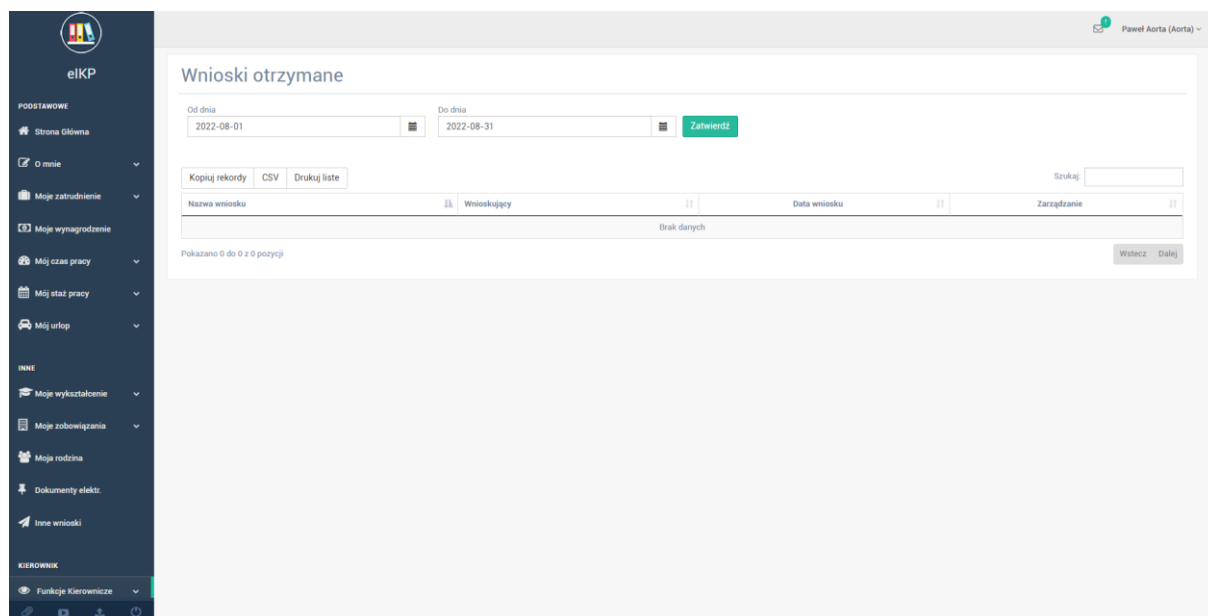 eIKP
PODSTAWOWE
Strona Główna
O mnie
Moje zatrudnienie
Moje wynagrodzenie
Mój czas pracy
Mój staż pracy
Mój urlop
INNE
Moje wykształcenie
Moje zobowiązania
Moja rodzina
Dokumenty elektr.
Inne wnioski
KIEROWNIK
Funkcje Kierownicze
Paweł Aorta (Aorta)
Wnioski otrzymane
Od dnia Do dnia
2022-08-01 2022-08-31 Zatwierdź
Kopiuj rekordy CSV Drukuj liste Szukaj:
Nazwa wniosku Wnioskujący Data wniosku Zarządzanie
Brak danych
Pokazano 0 do 0 z 0 pozycji Wstecz Dalej